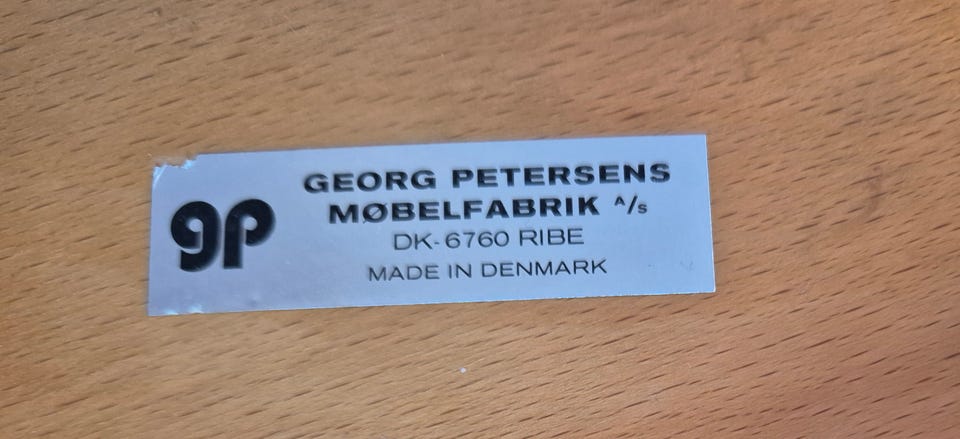 gp
GEORG PETERSENS
MØBELFABRIK A/S
DK-6760 RIBE
MADE IN DENMARK